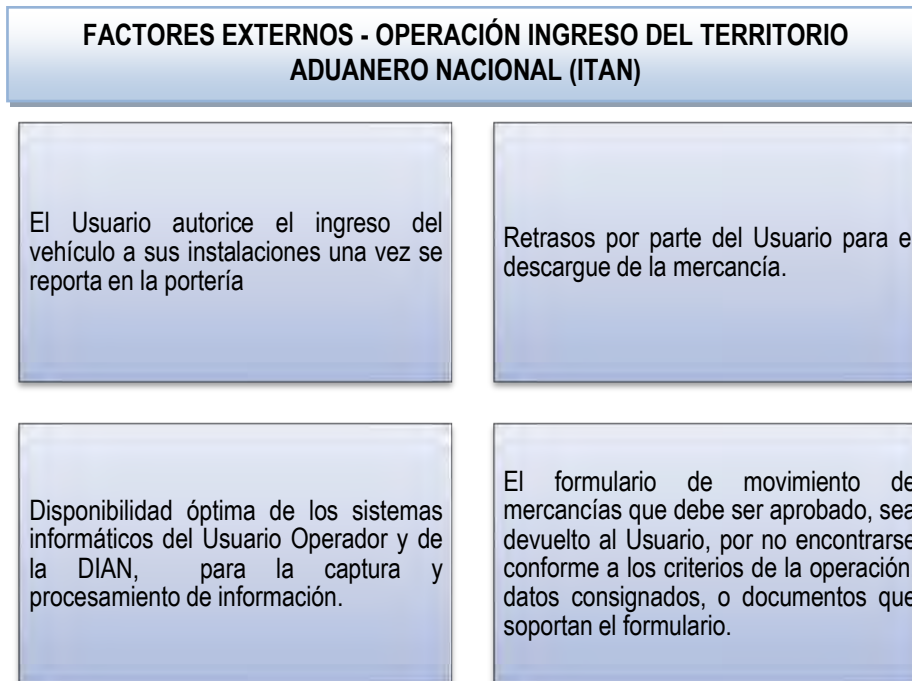 FACTORES EXTERNOS - OPERACIÓN INGRESO DEL TERRITORIO
ADUANERO NACIONAL (ITAN)
El Usuario autorice el ingreso del
vehículo a sus instalaciones una vez se
reporta en la portería
Retrasos por parte del Usuario para e
descargue de la mercancía.
Disponibilidad óptima de los sistemas
informáticos del Usuario Operador y de
la DIAN, para la captura y
procesamiento de información.
El formulario de movimiento de
mercancías que debe ser aprobado, sea
devuelto al Usuario, por no encontrarse
conforme a los criterios de la operación
datos consignados, o documentos que
soportan el formulario.